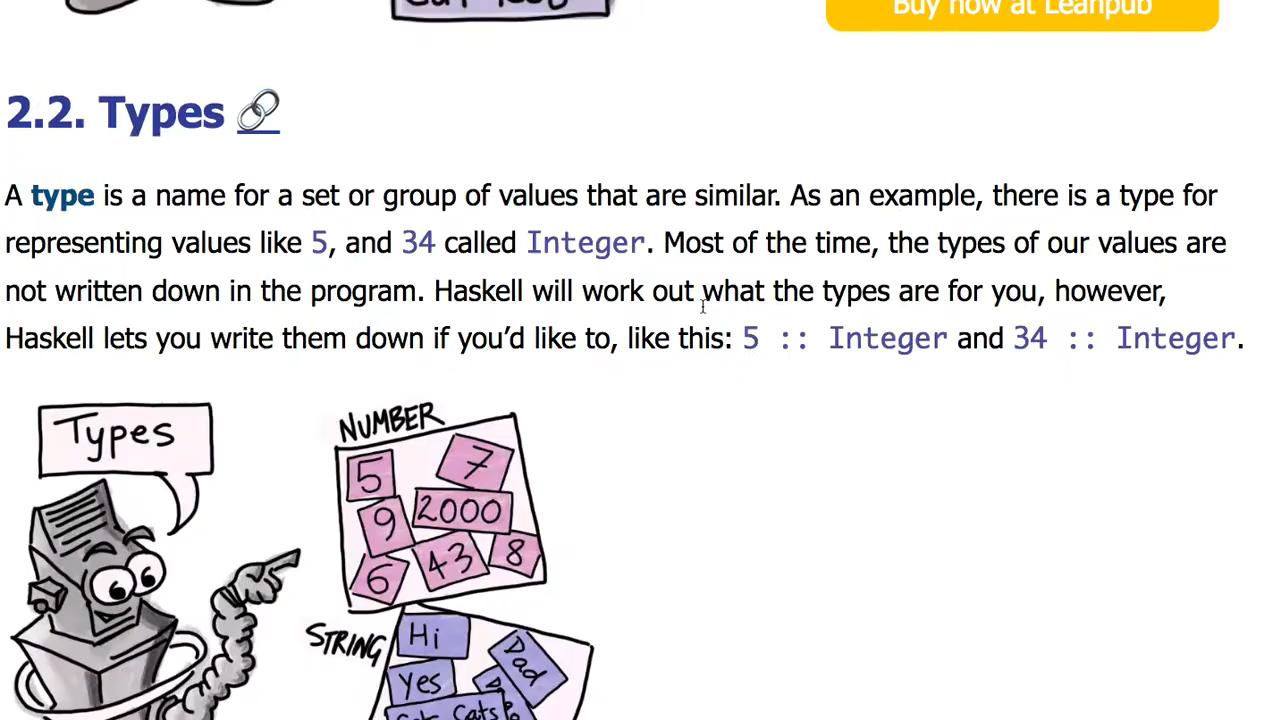 Buy now at Leanpub
2.2. Types
A type is a name for a set or group of values that are similar. As an example, there is a type for
representing values like 5, and 34 called Integer. Most of the time, the types of our values are
not written down in the program. Haskell will work out what the types are for you, however,
Haskell lets you write them down if you’d like to, like this: 5 :: Integer and 34 :: Integer.
Types
NUMBER
5
7
9
2000
6
43
8
STRING
Hi
Dad
Yes
Cats